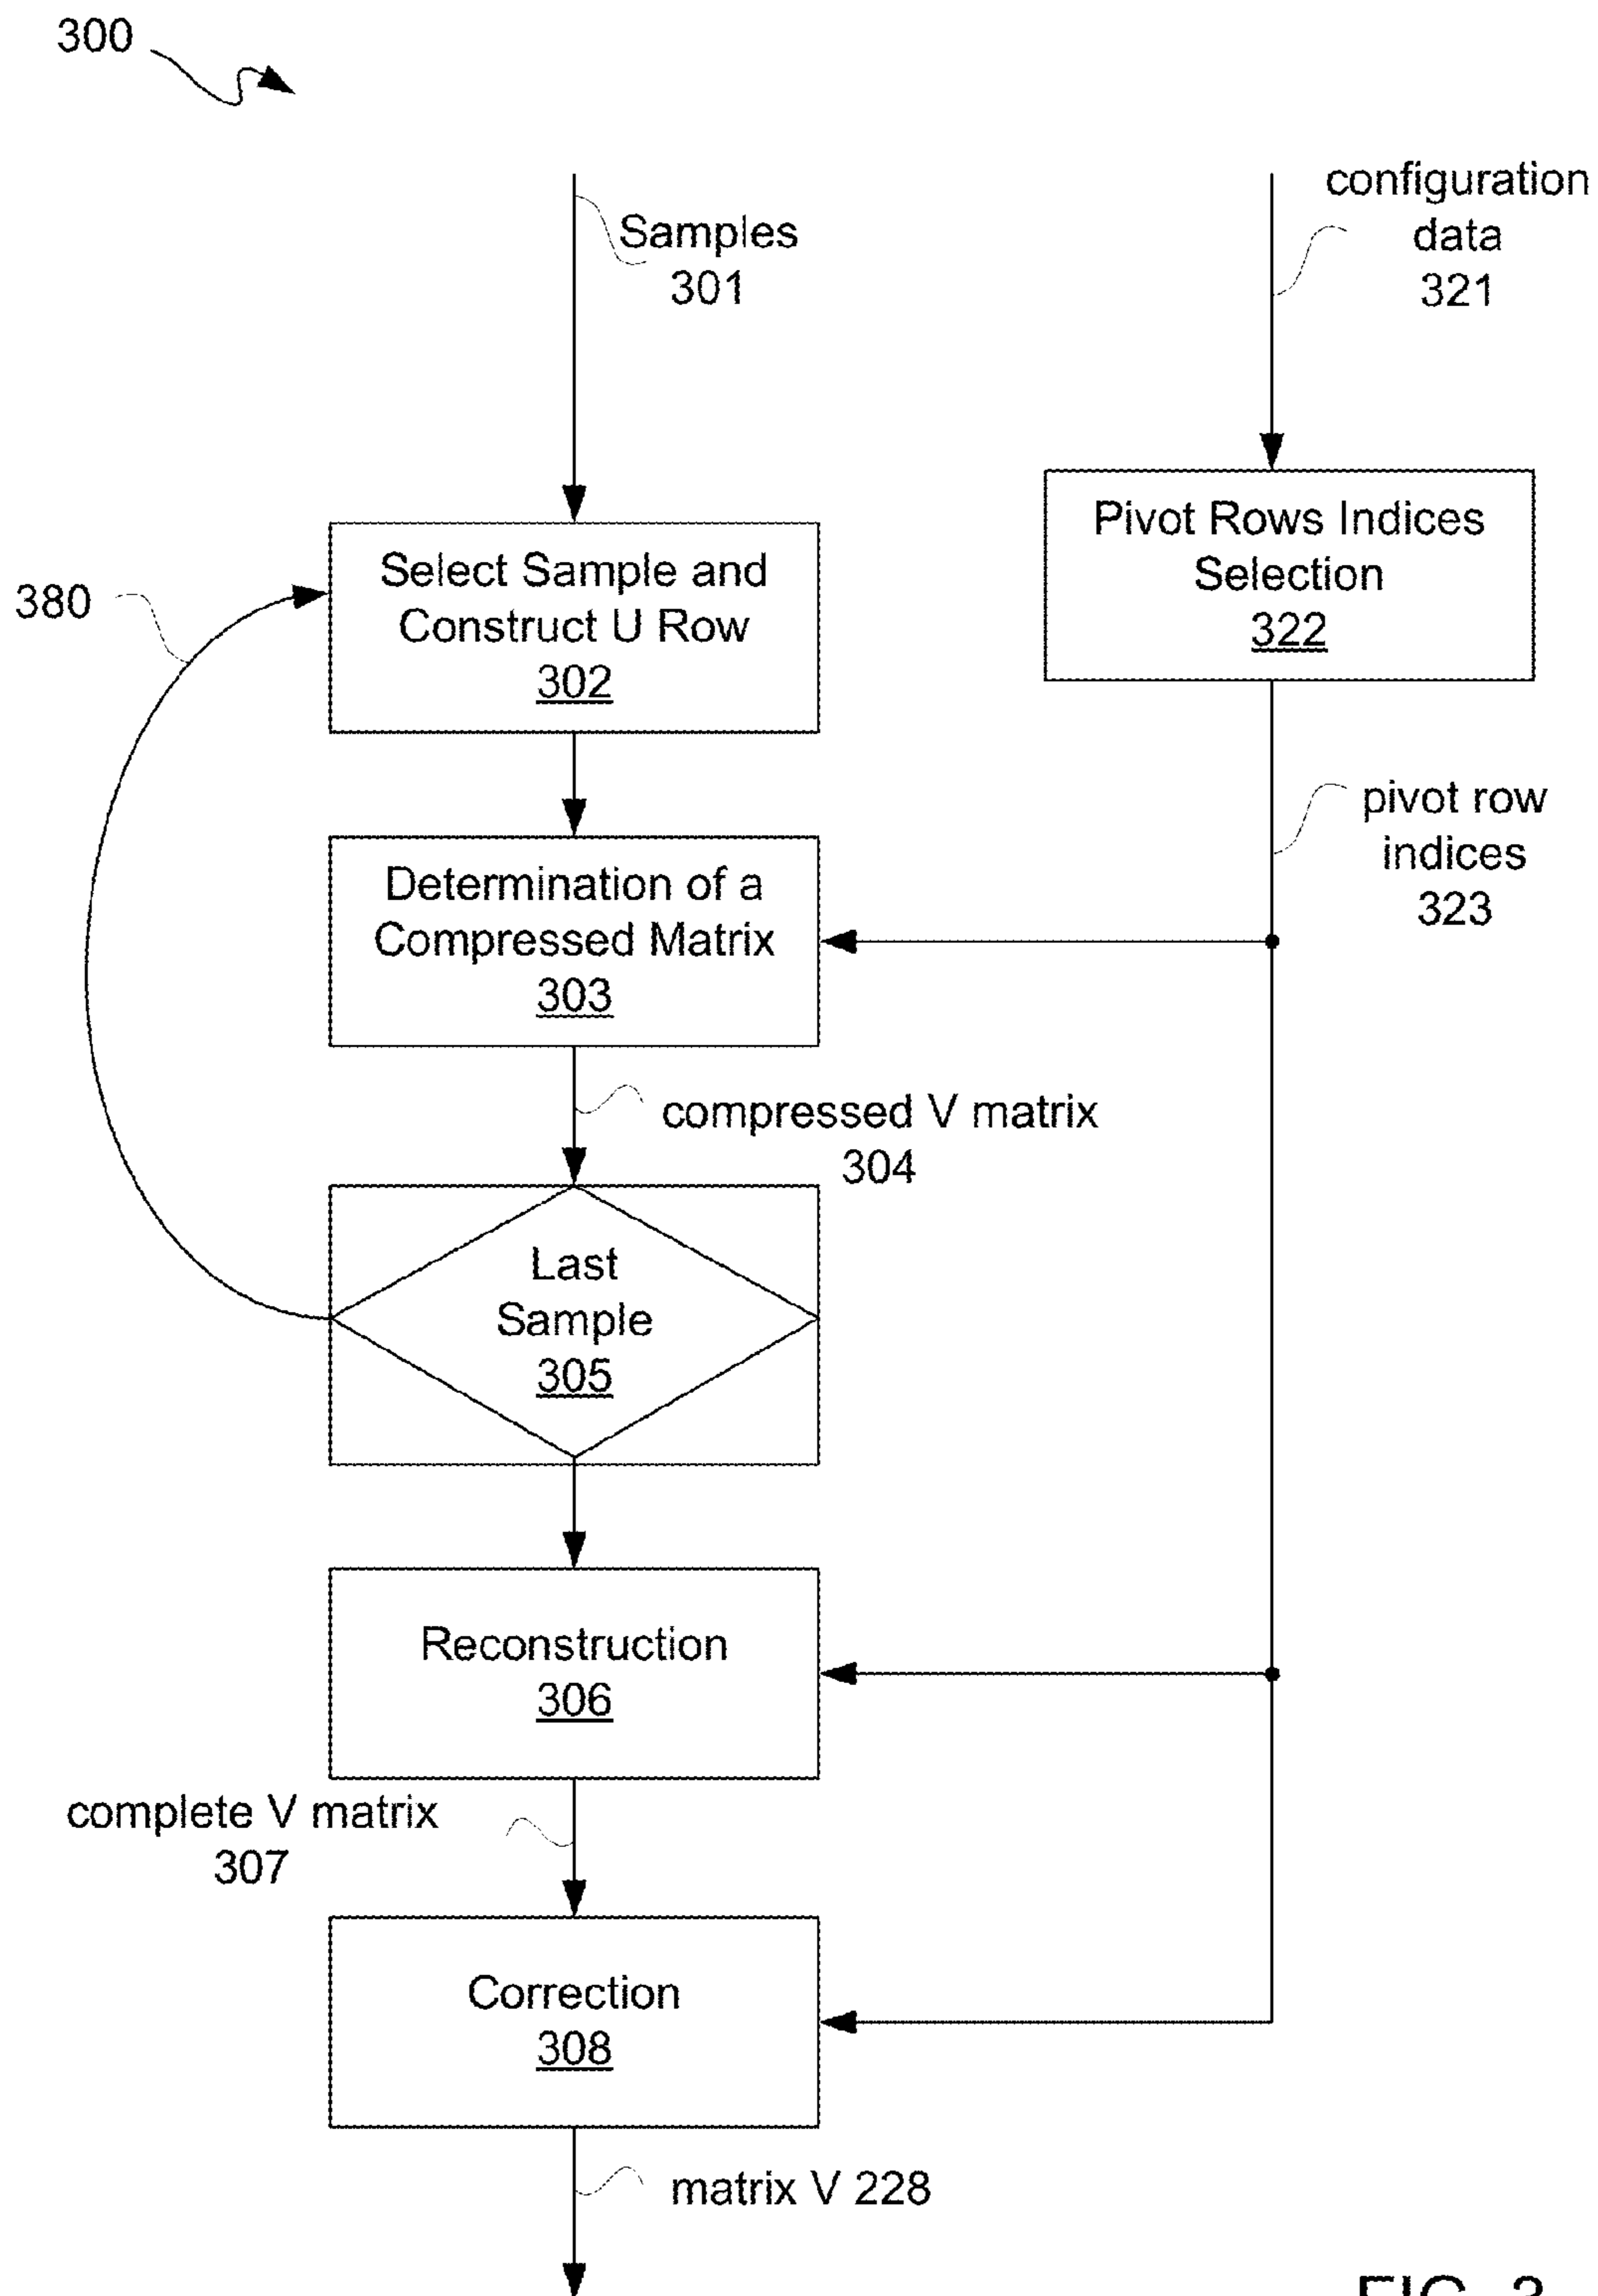 300
Samples
301
configuration
data
321
Pivot Rows Indices
Selection
322
380
Select Sample and
Construct U Row
302
pivot row
indices
323
Determination of a
Compressed Matrix
303
compressed V matrix
304
Last
Sample
305
Reconstruction
306
complete V matrix
307
Correction
308
matrix V 228
FIG. 3